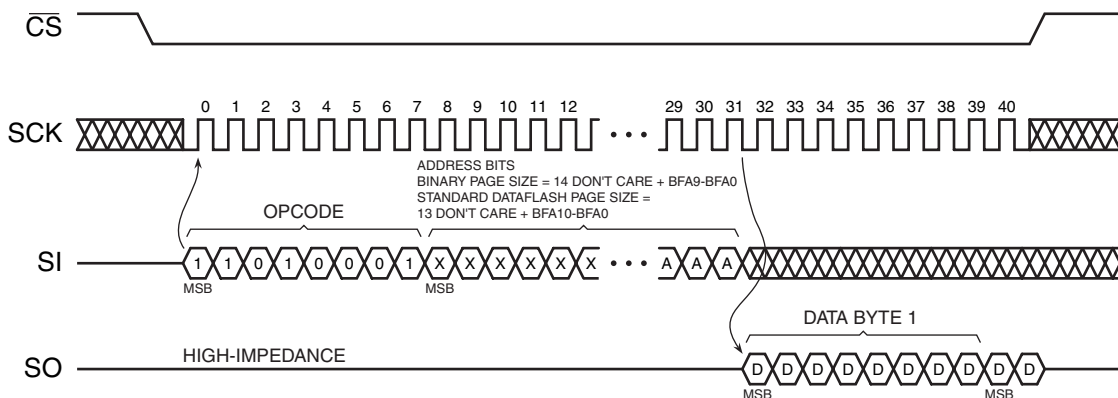 CS
0 1 2 3 4 5 6 7 8 9 10 11 12 29 30 31 32 33 34 35 36 37 38 39 40
SCK
ADDRESS BITS
BINARY PAGE SIZE = 14 DON'T CARE + BFA9-BFA0
STANDARD DATAFLASH PAGE SIZE =
13 DON'T CARE + BFA10-BFA0
OPCODE
SI 1 1 0 1 0 0 0 1 X X X X X X A A A
MSB MSB
DATA BYTE 1
HIGH-IMPEDANCE
SO D D D D D D D D D D
MSB MSB